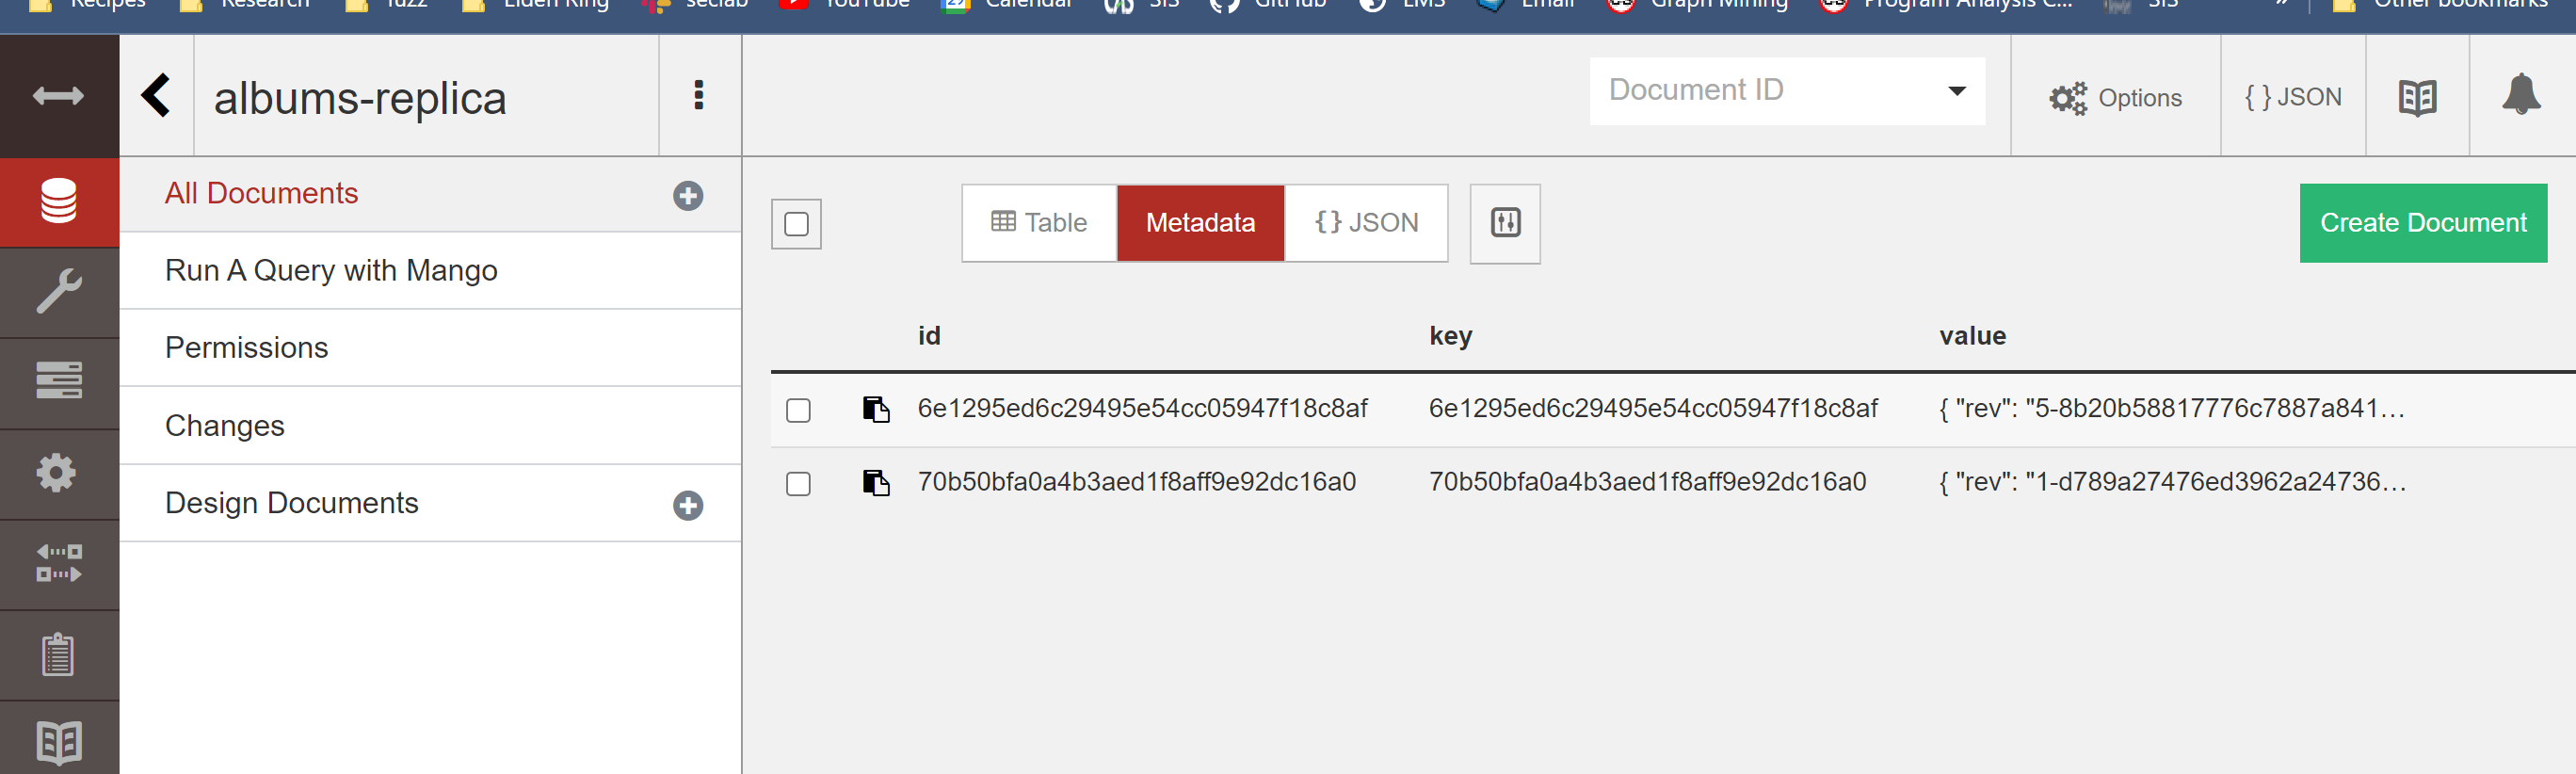 Recipes Research fuzz Elden Ring seclab YouTube Calendar SIS GitHub LMS Email Graph Mining Program Analysis C... SIS » Other bookmarks
albums-replica Document ID Options { } JSON
All Documents
Run A Query with Mango
Permissions
Changes
Design Documents
Table Metadata {} JSON Create Document
id key value
6e1295ed6c29495e54cc05947f18c8af 6e1295ed6c29495e54cc05947f18c8af { "rev": "5-8b20b58817776c7887a841...
70b50bfa0a4b3aed1f8aff9e92dc16a0 70b50bfa0a4b3aed1f8aff9e92dc16a0 { "rev": "1-d789a27476ed3962a24736...